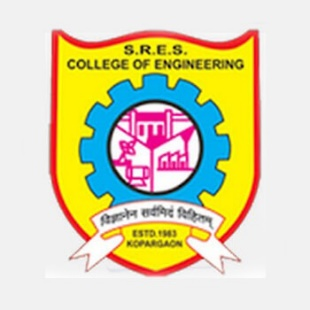 S.R.E.S.
COLLEGE OF ENGINEERING
विज्ञानेन सर्वमिदं विहितम्
ESTD.1983
KOPARGAON